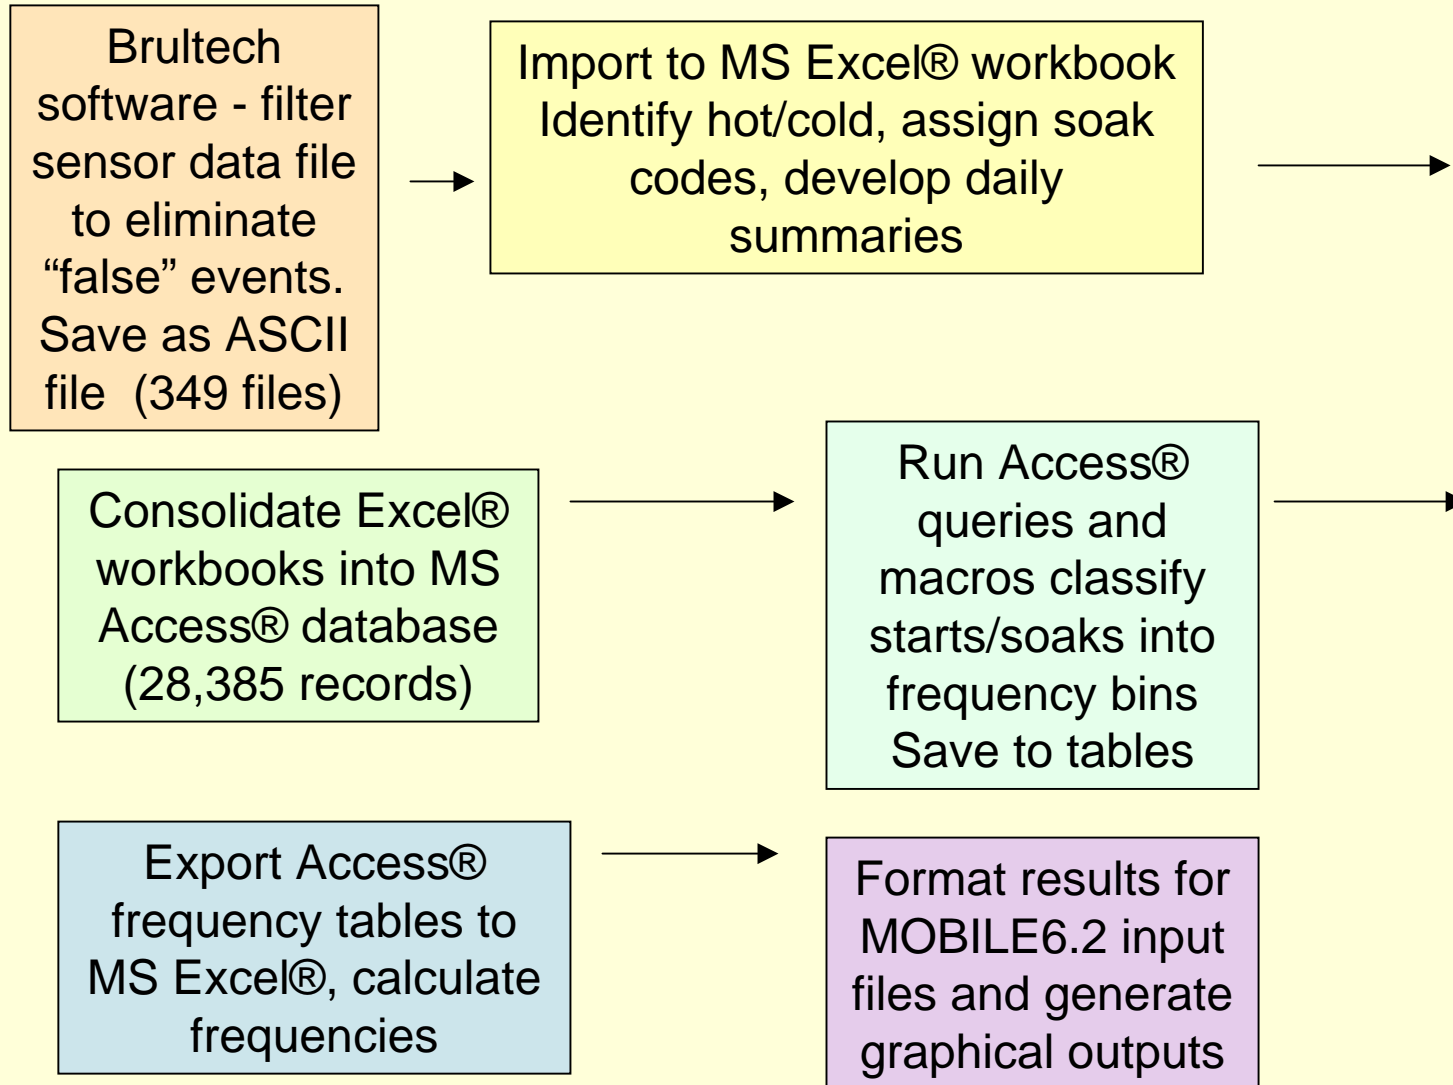 Brultech
software - filter
sensor data file
to eliminate
“false” events.
Save as ASCII
file  (349 files)
Import to MS Excel® workbook
Identify hot/cold, assign soak
codes, develop daily
summaries
Consolidate Excel®
workbooks into MS
Access® database
(28,385 records)
Run Access®
queries and
macros classify
starts/soaks into
frequency bins
Save to tables
Export Access®
frequency tables to
MS Excel®, calculate
frequencies
Format results for
MOBILE6.2 input
files and generate
graphical outputs